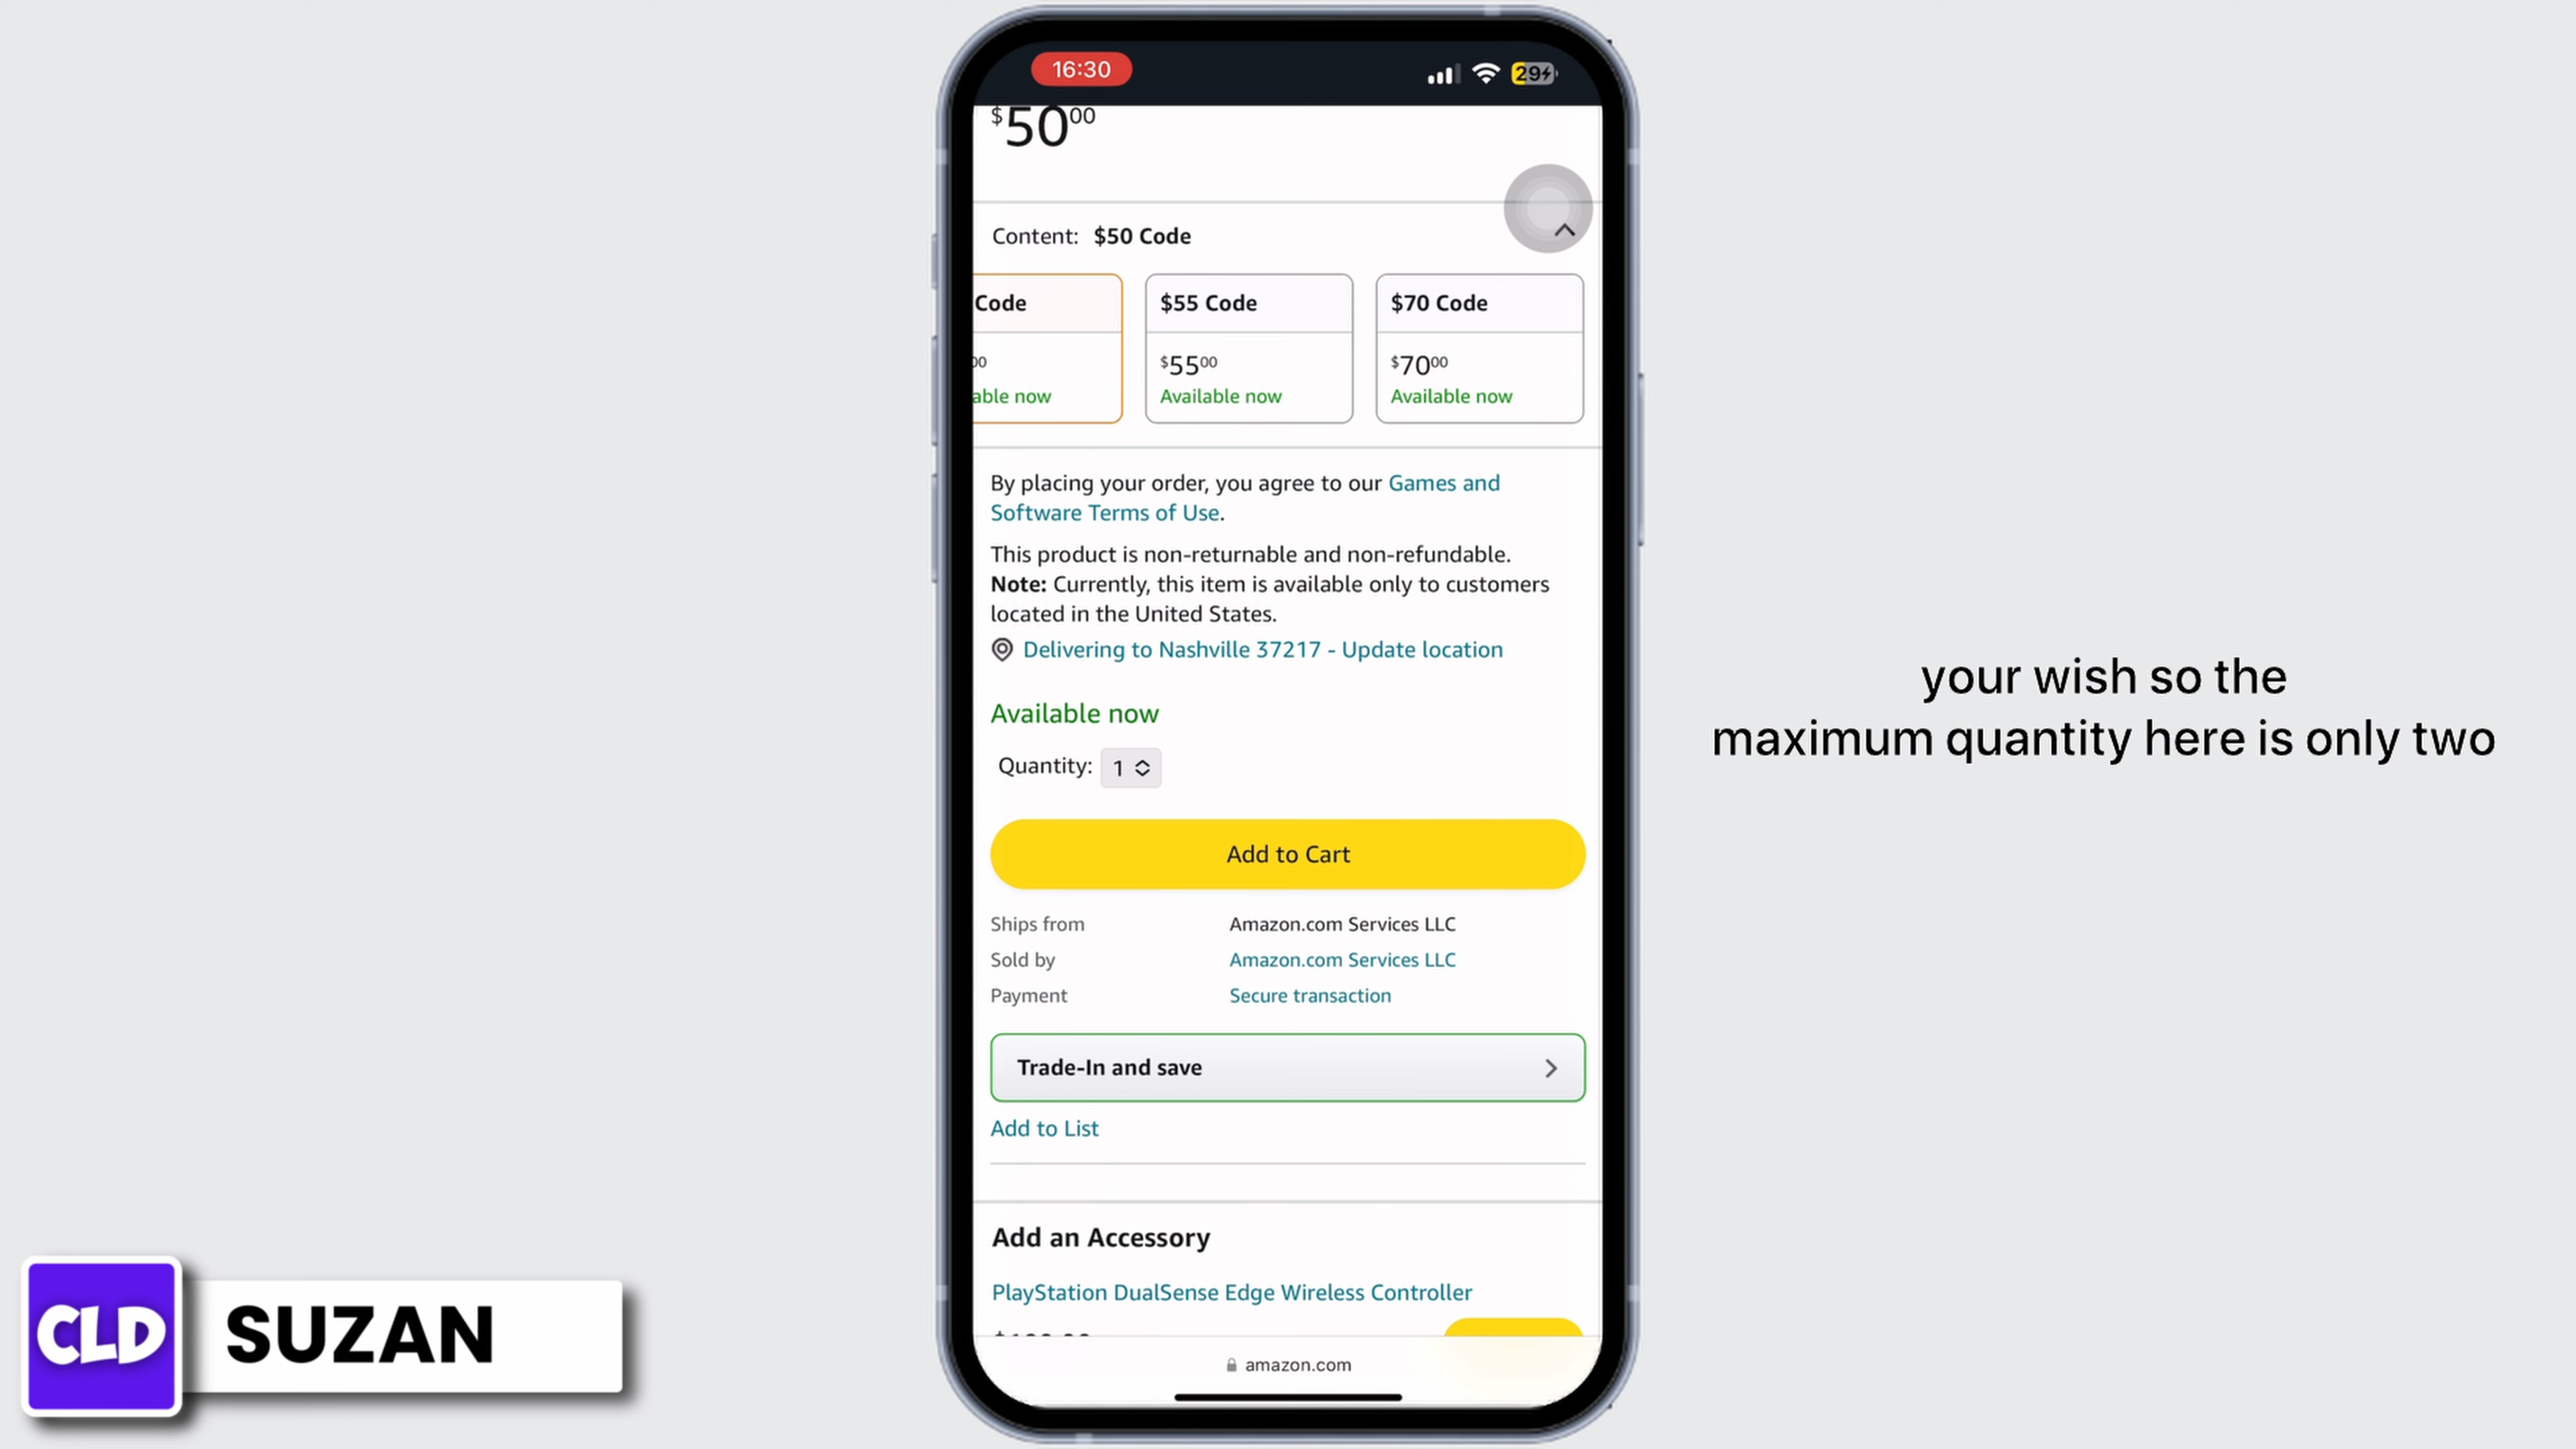 16:30
29
$50 00
Content: $50 Code
Code
$55 Code
$70 Code
00
$55 00
$70 00
able now
Available now
Available now
By placing your order, you agree to our Games and
Software Terms of Use.
This product is non-returnable and non-refundable.
Note: Currently, this item is available only to customers
located in the United States.
Delivering to Nashville 37217 - Update location
Available now
Quantity: 1
Add to Cart
Ships from Amazon.com Services LLC
Sold by Amazon.com Services LLC
Payment Secure transaction
Trade-In and save
Add to List
Add an Accessory
PlayStation DualSense Edge Wireless Controller
amazon.com
your wish so the
maximum quantity here is only two
CLD
SUZAN